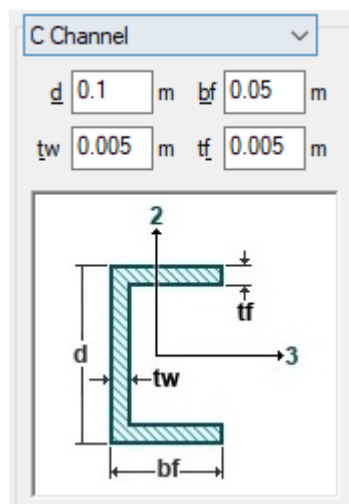 C Channel
d 0.1 m bf 0.05 m
tw 0.005 m tf 0.005 m
2
tf
3
d
tw
bf